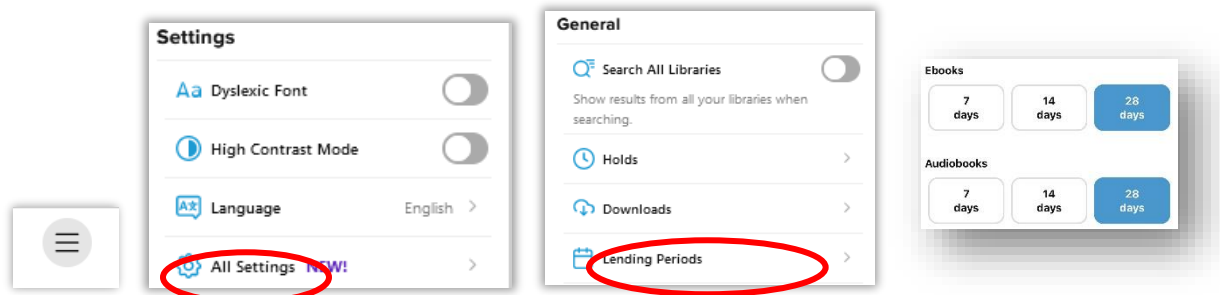 Settings
Aa Dyslexic Font
High Contrast Mode
Language English
All Settings NEW!
General
Search All Libraries
Show results from all your libraries when
searching.
Holds
Downloads
Lending Periods
Ebooks
7 days
14 days
28 days
Audiobooks
7 days
14 days
28 days